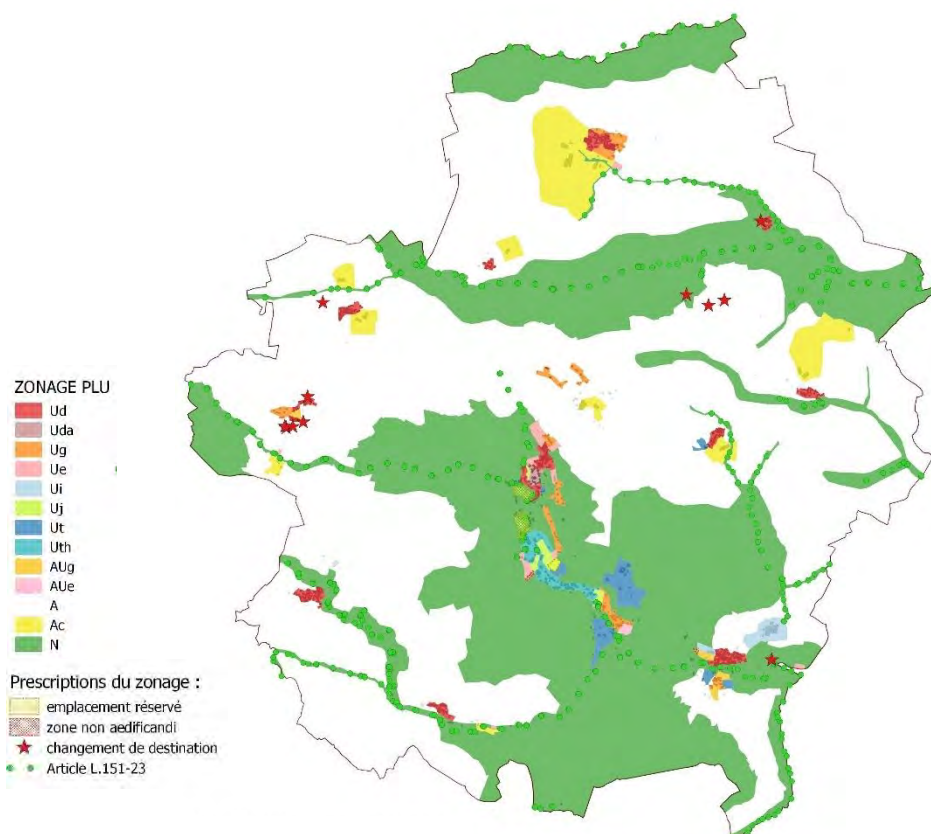 ZONAGE PLU
Ud
Uda
Ug
Ue
Ui
Uj
Ut
Uth
AUg
AUe
A
Ac
N
Prescriptions du zonage :
emplacement réservé
zone non aedificandi
changement de destination
Article L.151-23